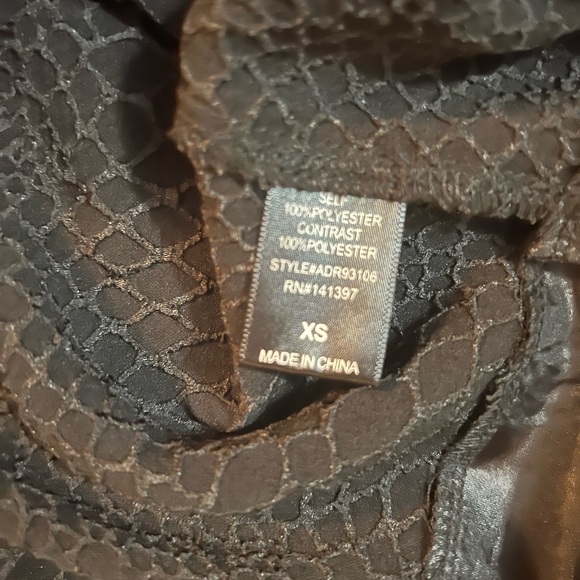 SELF
100%POLYESTER
CONTRAST
100%POLYESTER
STYLE#ADR93106
RN#141397
XS
MADE IN CHINA